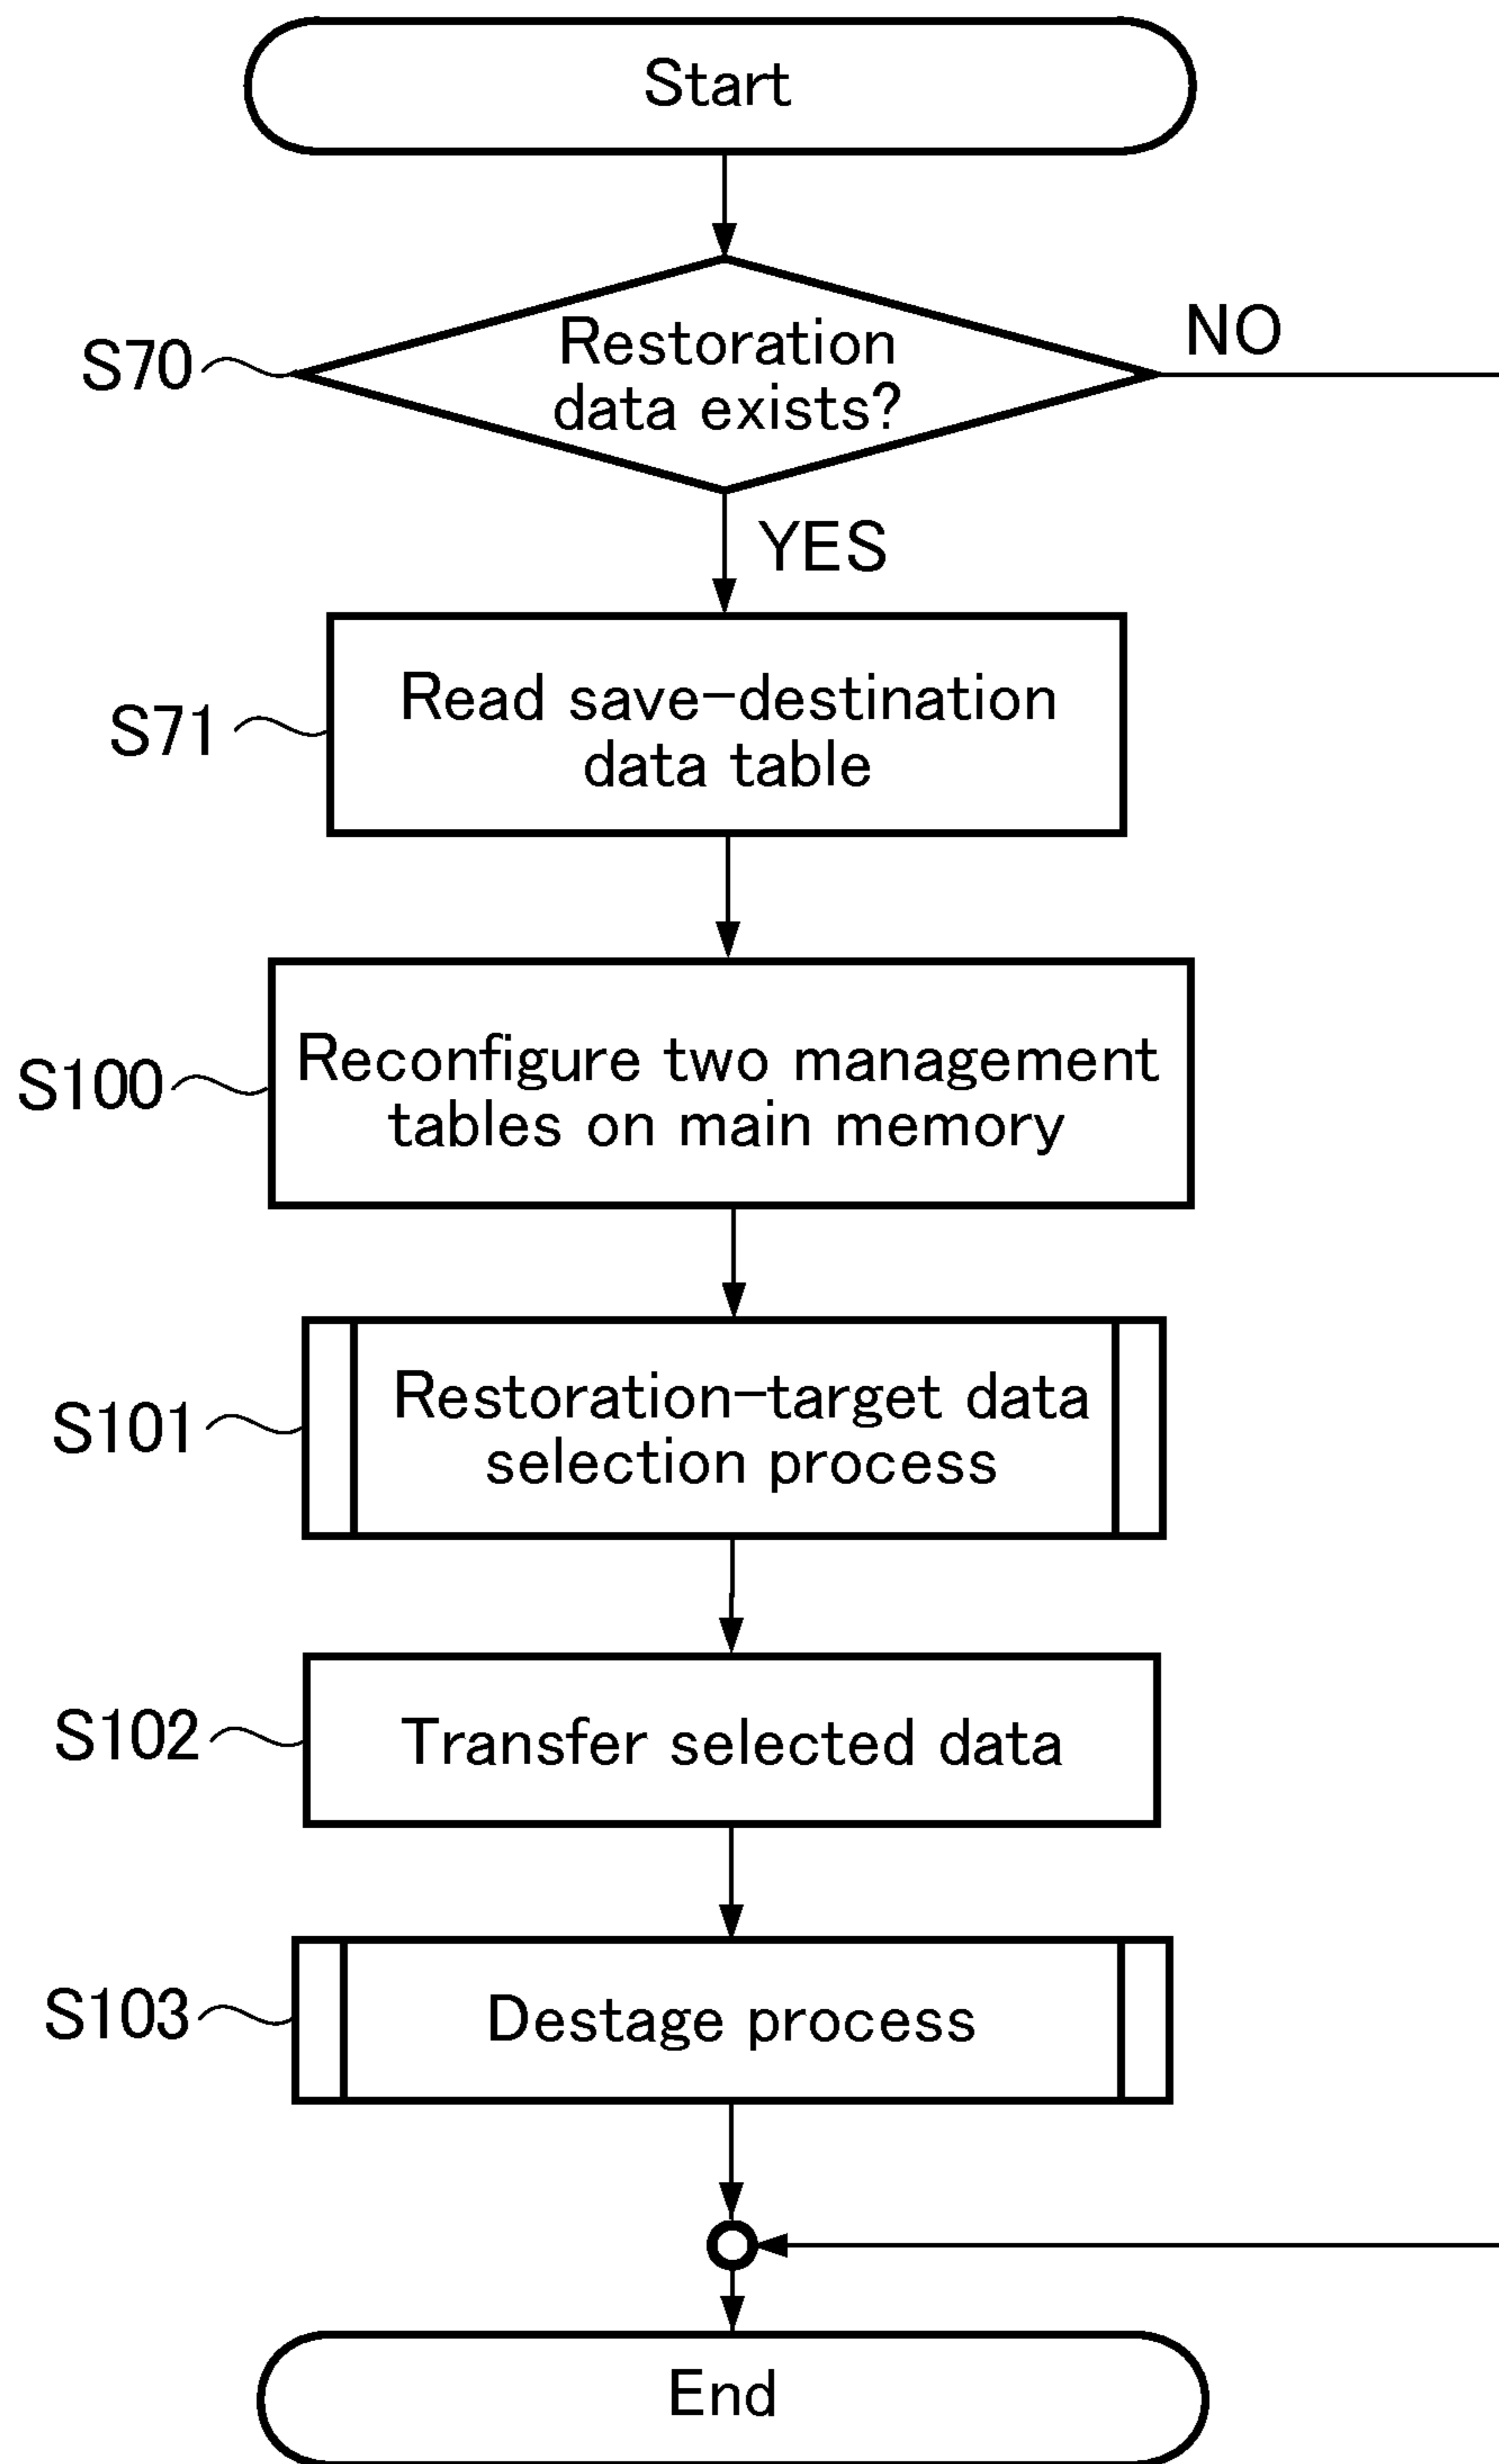 Start
S70
Restoration
data exists?
NO
YES
S71
Read save-destination
data table
S100
Reconfigure two management
tables on main memory
S101
Restoration-target data
selection process
S102
Transfer selected data
S103
Destage process
End